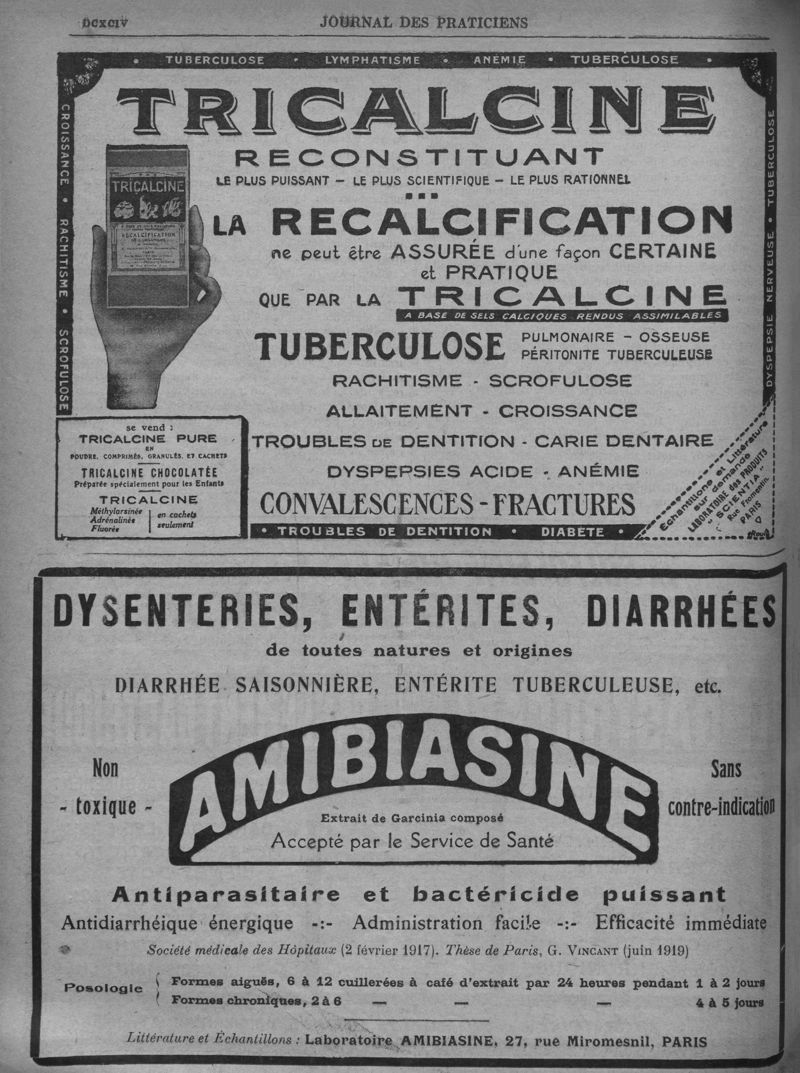 DCXCIV
JOURNAL DES PRATICIENS
TUBERCULOSE • LYMPHATISME • ANÉMIE • TUBERCULOSE
CROISSANCE • RACHITISME • SCROFULOSE
TRICALCINE
RECONSTITUANT
LE PLUS PUISSANT – LE PLUS SCIENTIFIQUE – LE PLUS RATIONNEL
TRICALCINE
RECALCIFICATION
LA RECALCIFICATION
ne peut être ASSURÉE d'une façon CERTAINE
et PRATIQUE
QUE PAR LA TRICALCINE
A BASE DE SELS CALCIQUES RENDUS ASSIMILABLES
TUBERCULOSE PULMONAIRE – OSSEUSE
PÉRITONITE TUBERCULEUSE
RACHITISME - SCROFULOSE
ALLAITEMENT - CROISSANCE
TROUBLES DE DENTITION - CARIE DENTAIRE
DYSPEPSIES ACIDE - ANÉMIE
CONVALESCENCES - FRACTURES
• TROUBLES DE DENTITION • DIABÈTE •
DYSPEPSIE NERVEUSE • TUBERCULOSE
se vend :
TRICALCINE PURE
EN
POUDRE, COMPRIMÉS, GRANULÉS, ET CACHETS
TRICALCINE CHOCOLATÉE
Préparée spécialement pour les Enfants
TRICALCINE
Méthylarsinée
Adrénalinée
Fluorée
en cachets
seulement
Echantillons et Littérature
sur demande
LABORATOIRE des PRODUITS
"SCIENTIA"
Rue Fromentin
PARIS
DYSENTERIES, ENTÉRITES, DIARRHÉES
de toutes natures et origines
DIARRHÉE SAISONNIÈRE, ENTÉRITE TUBERCULEUSE, etc.
Non
- toxique -
AMIBIASINE
Sans
contre-indication
Extrait de Garcinia composé
Accepté par le Service de Santé
Antiparasitaire et bactéricide puissant
Antidiarrhéique énergique -:- Administration facile -:- Efficacité immédiate
Société médicale des Hôpitaux (2 février 1917). Thèse de Paris, G. VINCANT (juin 1919)
Posologie
Formes aiguës, 6 à 12 cuillerées à café d'extrait par 24 heures pendant 1 à 2 jours
Formes chroniques, 2 à 6 — — — 4 à 5 jours
Littérature et Échantillons : Laboratoire AMIBIASINE, 27, rue Miromesnil, PARIS